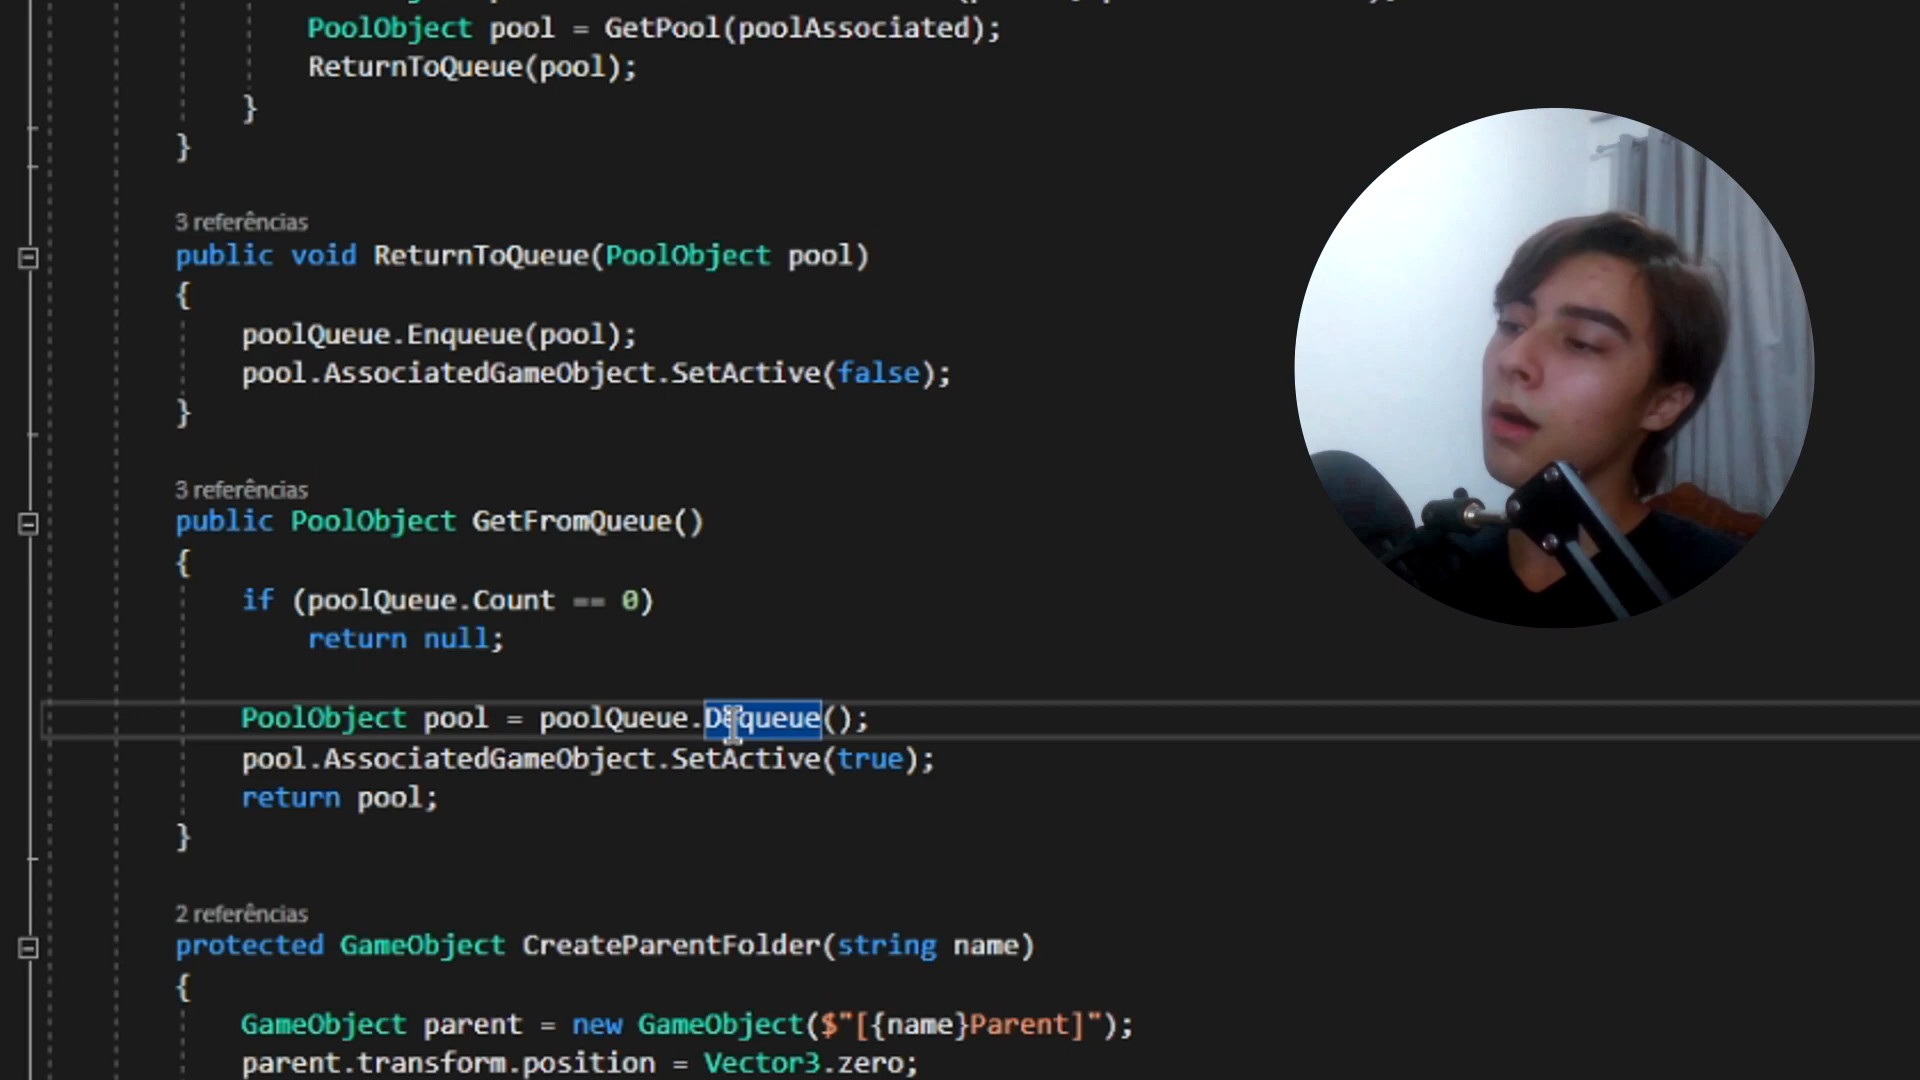 PoolObject pool = GetPool(poolAssociated);
ReturnToQueue(pool);
}
}
3 referências
public void ReturnToQueue(PoolObject pool)
{
poolQueue.Enqueue(pool);
pool.AssociatedGameObject.SetActive(false);
}
3 referências
public PoolObject GetFromQueue()
{
if (poolQueue.Count == 0)
return null;
PoolObject pool = poolQueue.Dequeue();
pool.AssociatedGameObject.SetActive(true);
return pool;
}
2 referências
protected GameObject CreateParentFolder(string name)
{
GameObject parent = new GameObject($"[{name}Parent]");
parent.transform.position = Vector3.zero;